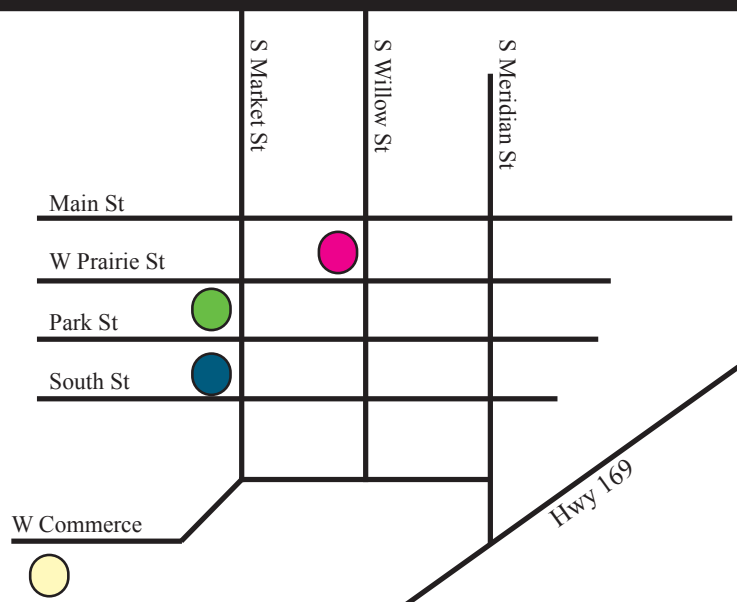 S Market St
S Willow St
S Meridian St
Main St
W Prairie St
Park St
South St
W Commerce
Hwy 169